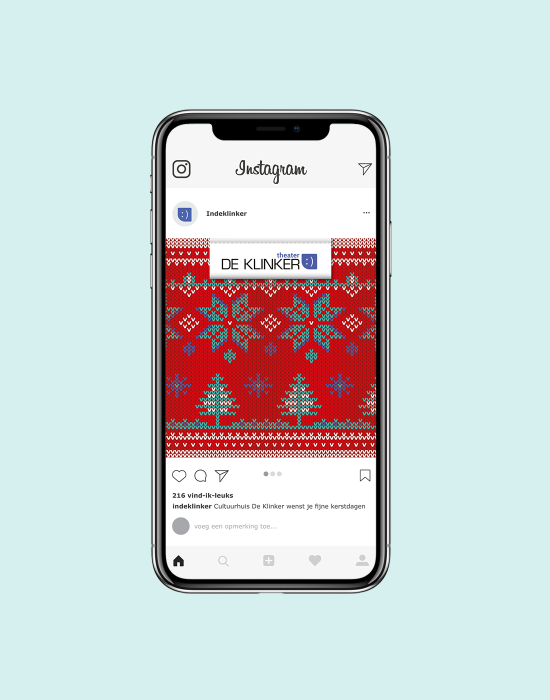 Instagram
Indeklinker
theater
DE KLINKER :)
216 vind-ik-leuks
indeklinker Cultuurhuis De Klinker wenst je fijne kerstdagen
voeg een opmerking toe...